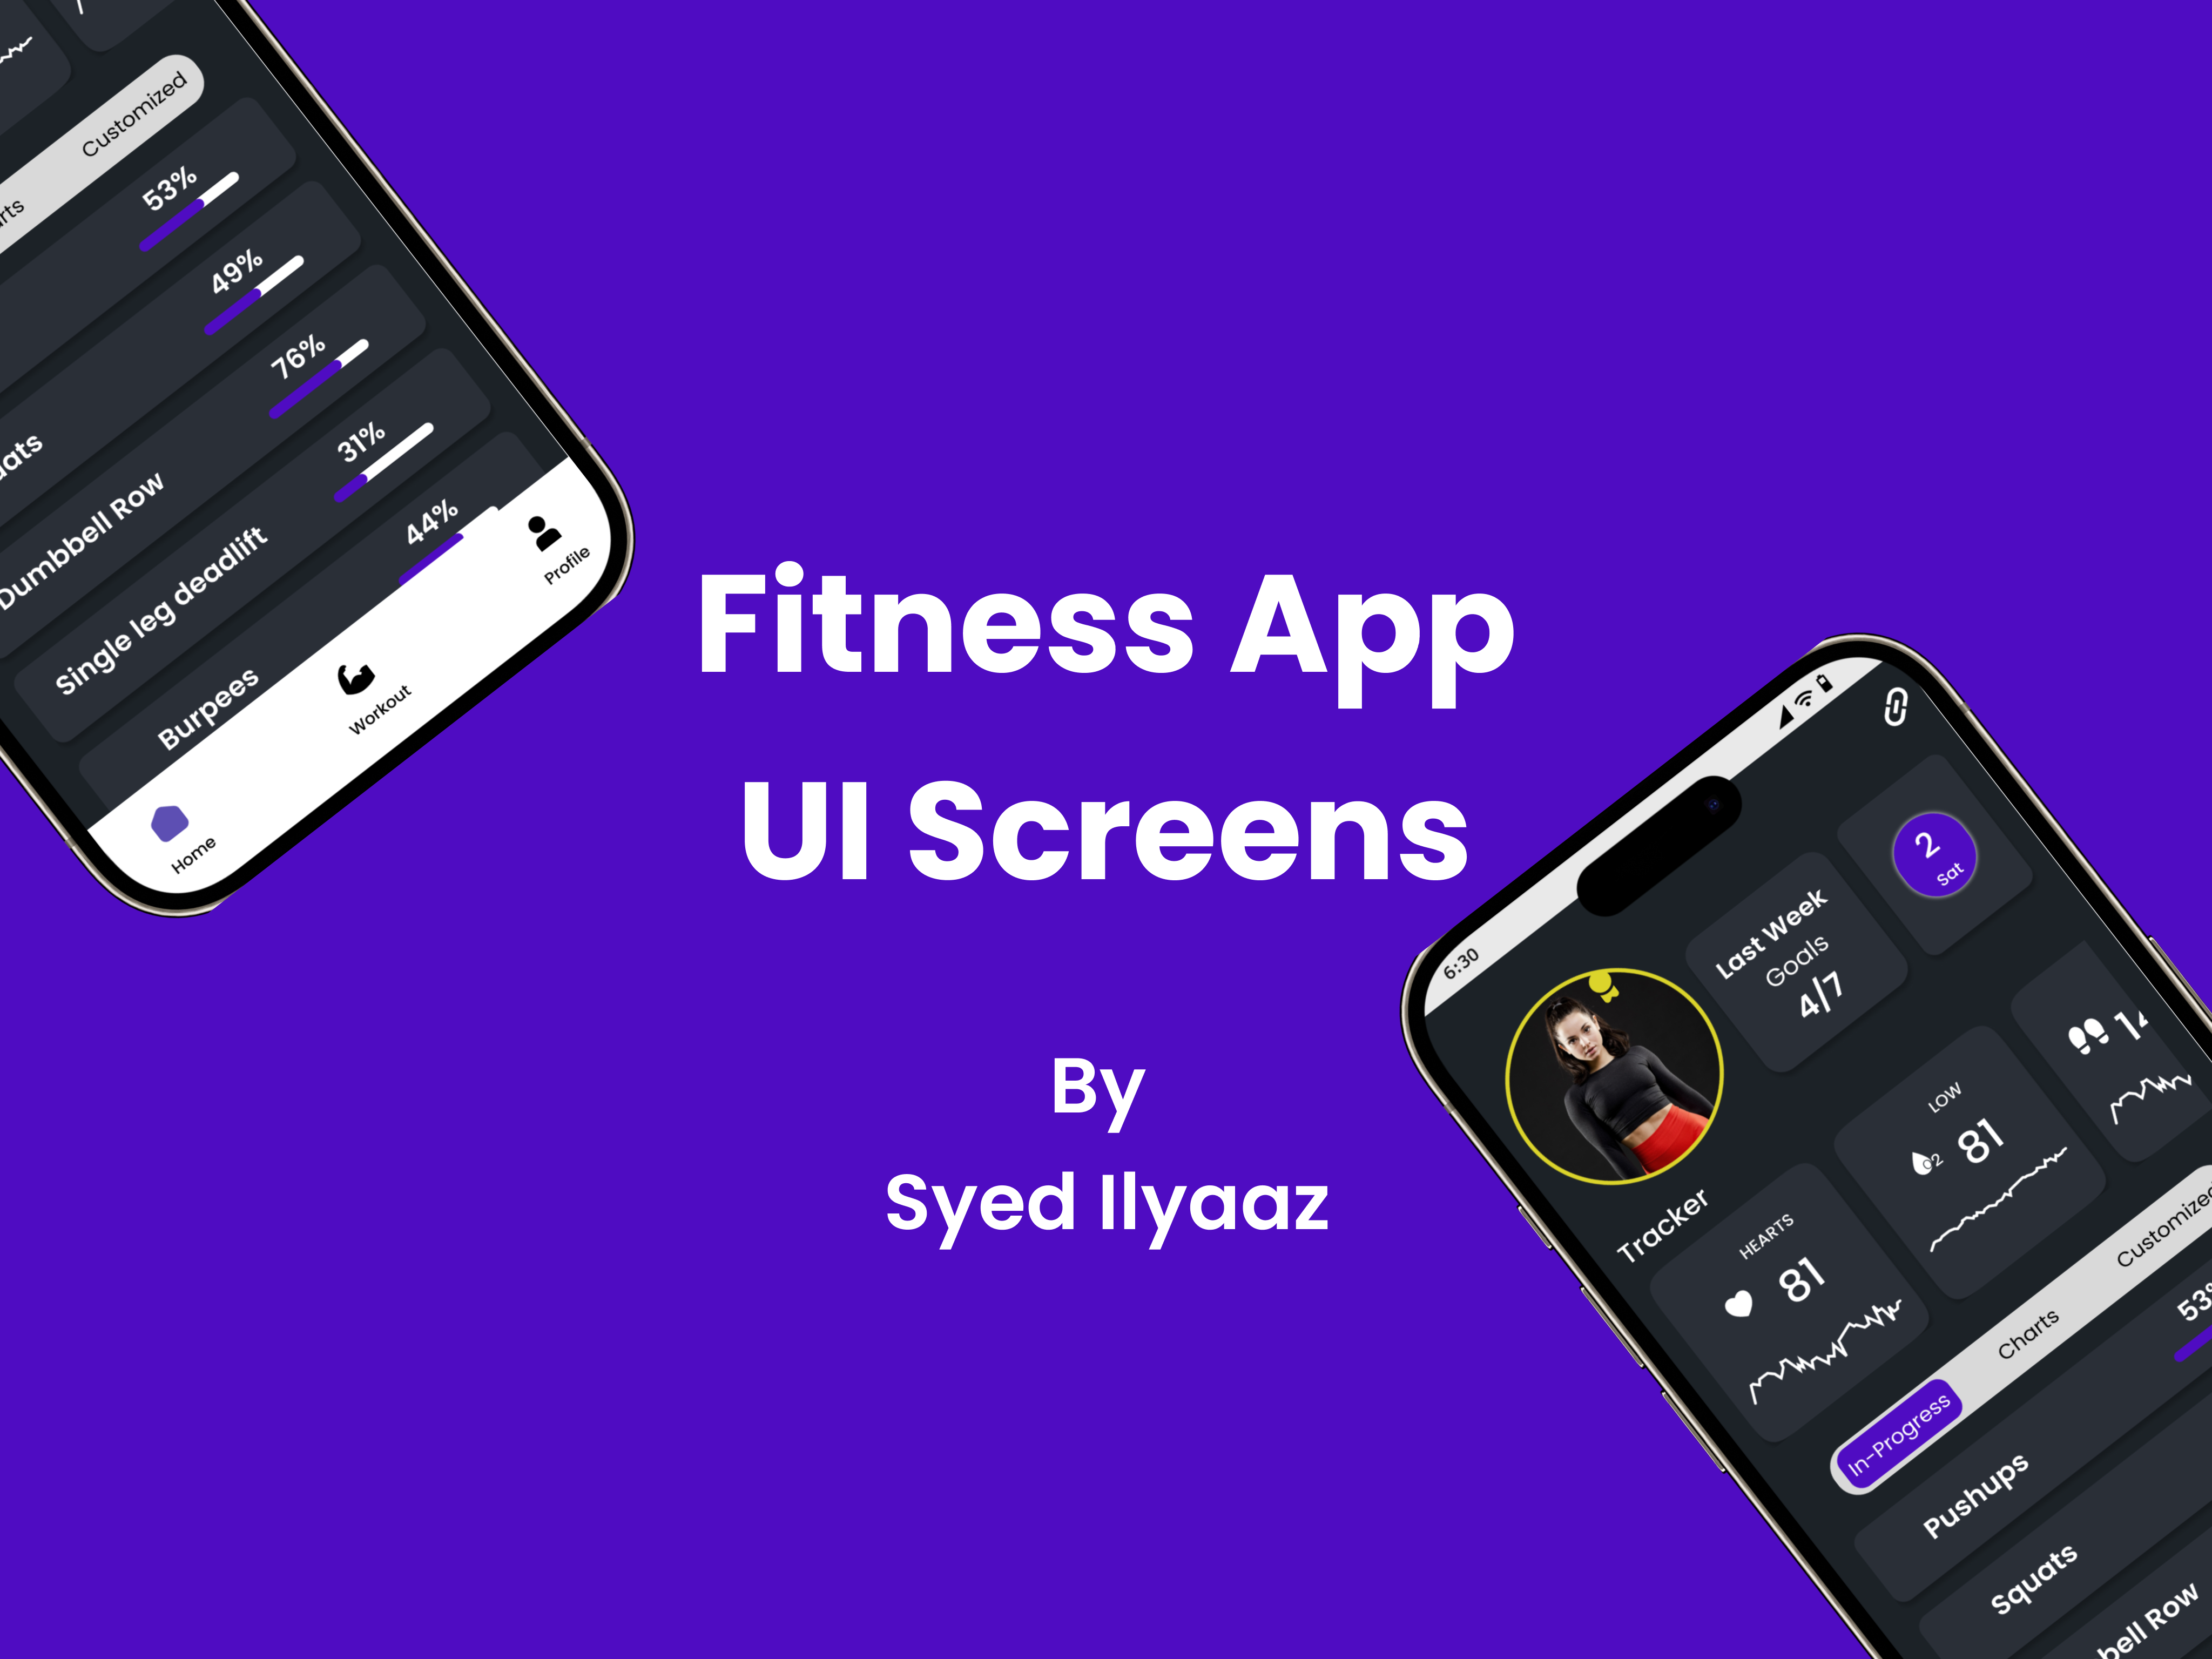 Customized
53%
49%
76%
Dumbbell Row
31%
Single leg deadlift
44%
Burpees
Profile
Workout
Home
Fitness App
UI Screens
By
Syed Ilyaaz
6:30
Last Week
Goals
4/7
2
Sat
Tracker
HEARTS
81
LOW
O2 81
In-Progress
Charts
Customized
Pushups
Squats